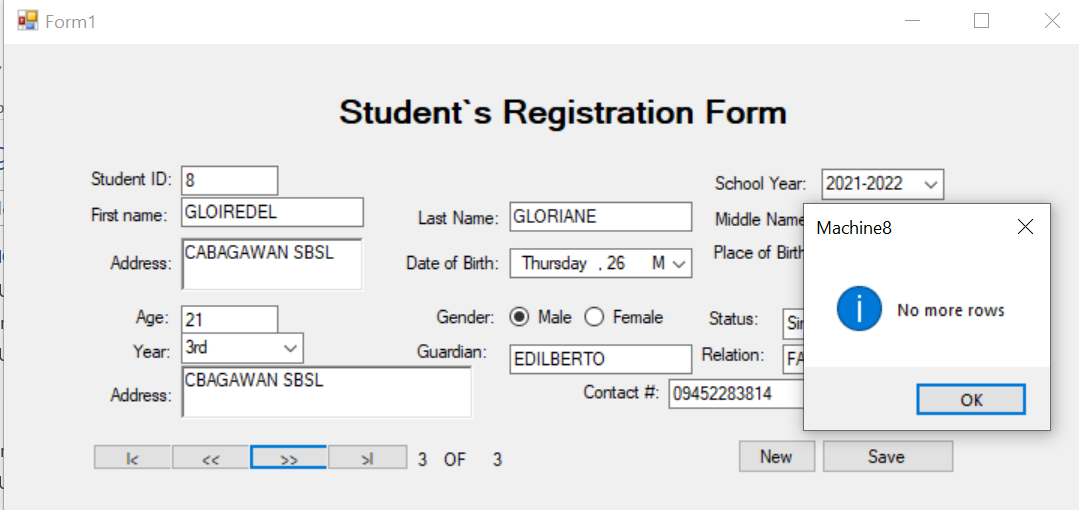 Form1
Student`s Registration Form
Student ID: 8
School Year: 2021-2022
First name: GLOIREDEL
Last Name: GLORIANE
Middle Name
Machine8
Address: CABAGAWAN SBSL
Date of Birth: Thursday , 26 M
Place of Birth
No more rows
Age: 21
Gender: Male Female
Status:
Year: 3rd
Guardian: EDILBERTO
Relation:
Address: CBAGAWAN SBSL
Contact #: 09452283814
OK
|< << >> >| 3 OF 3
New Save